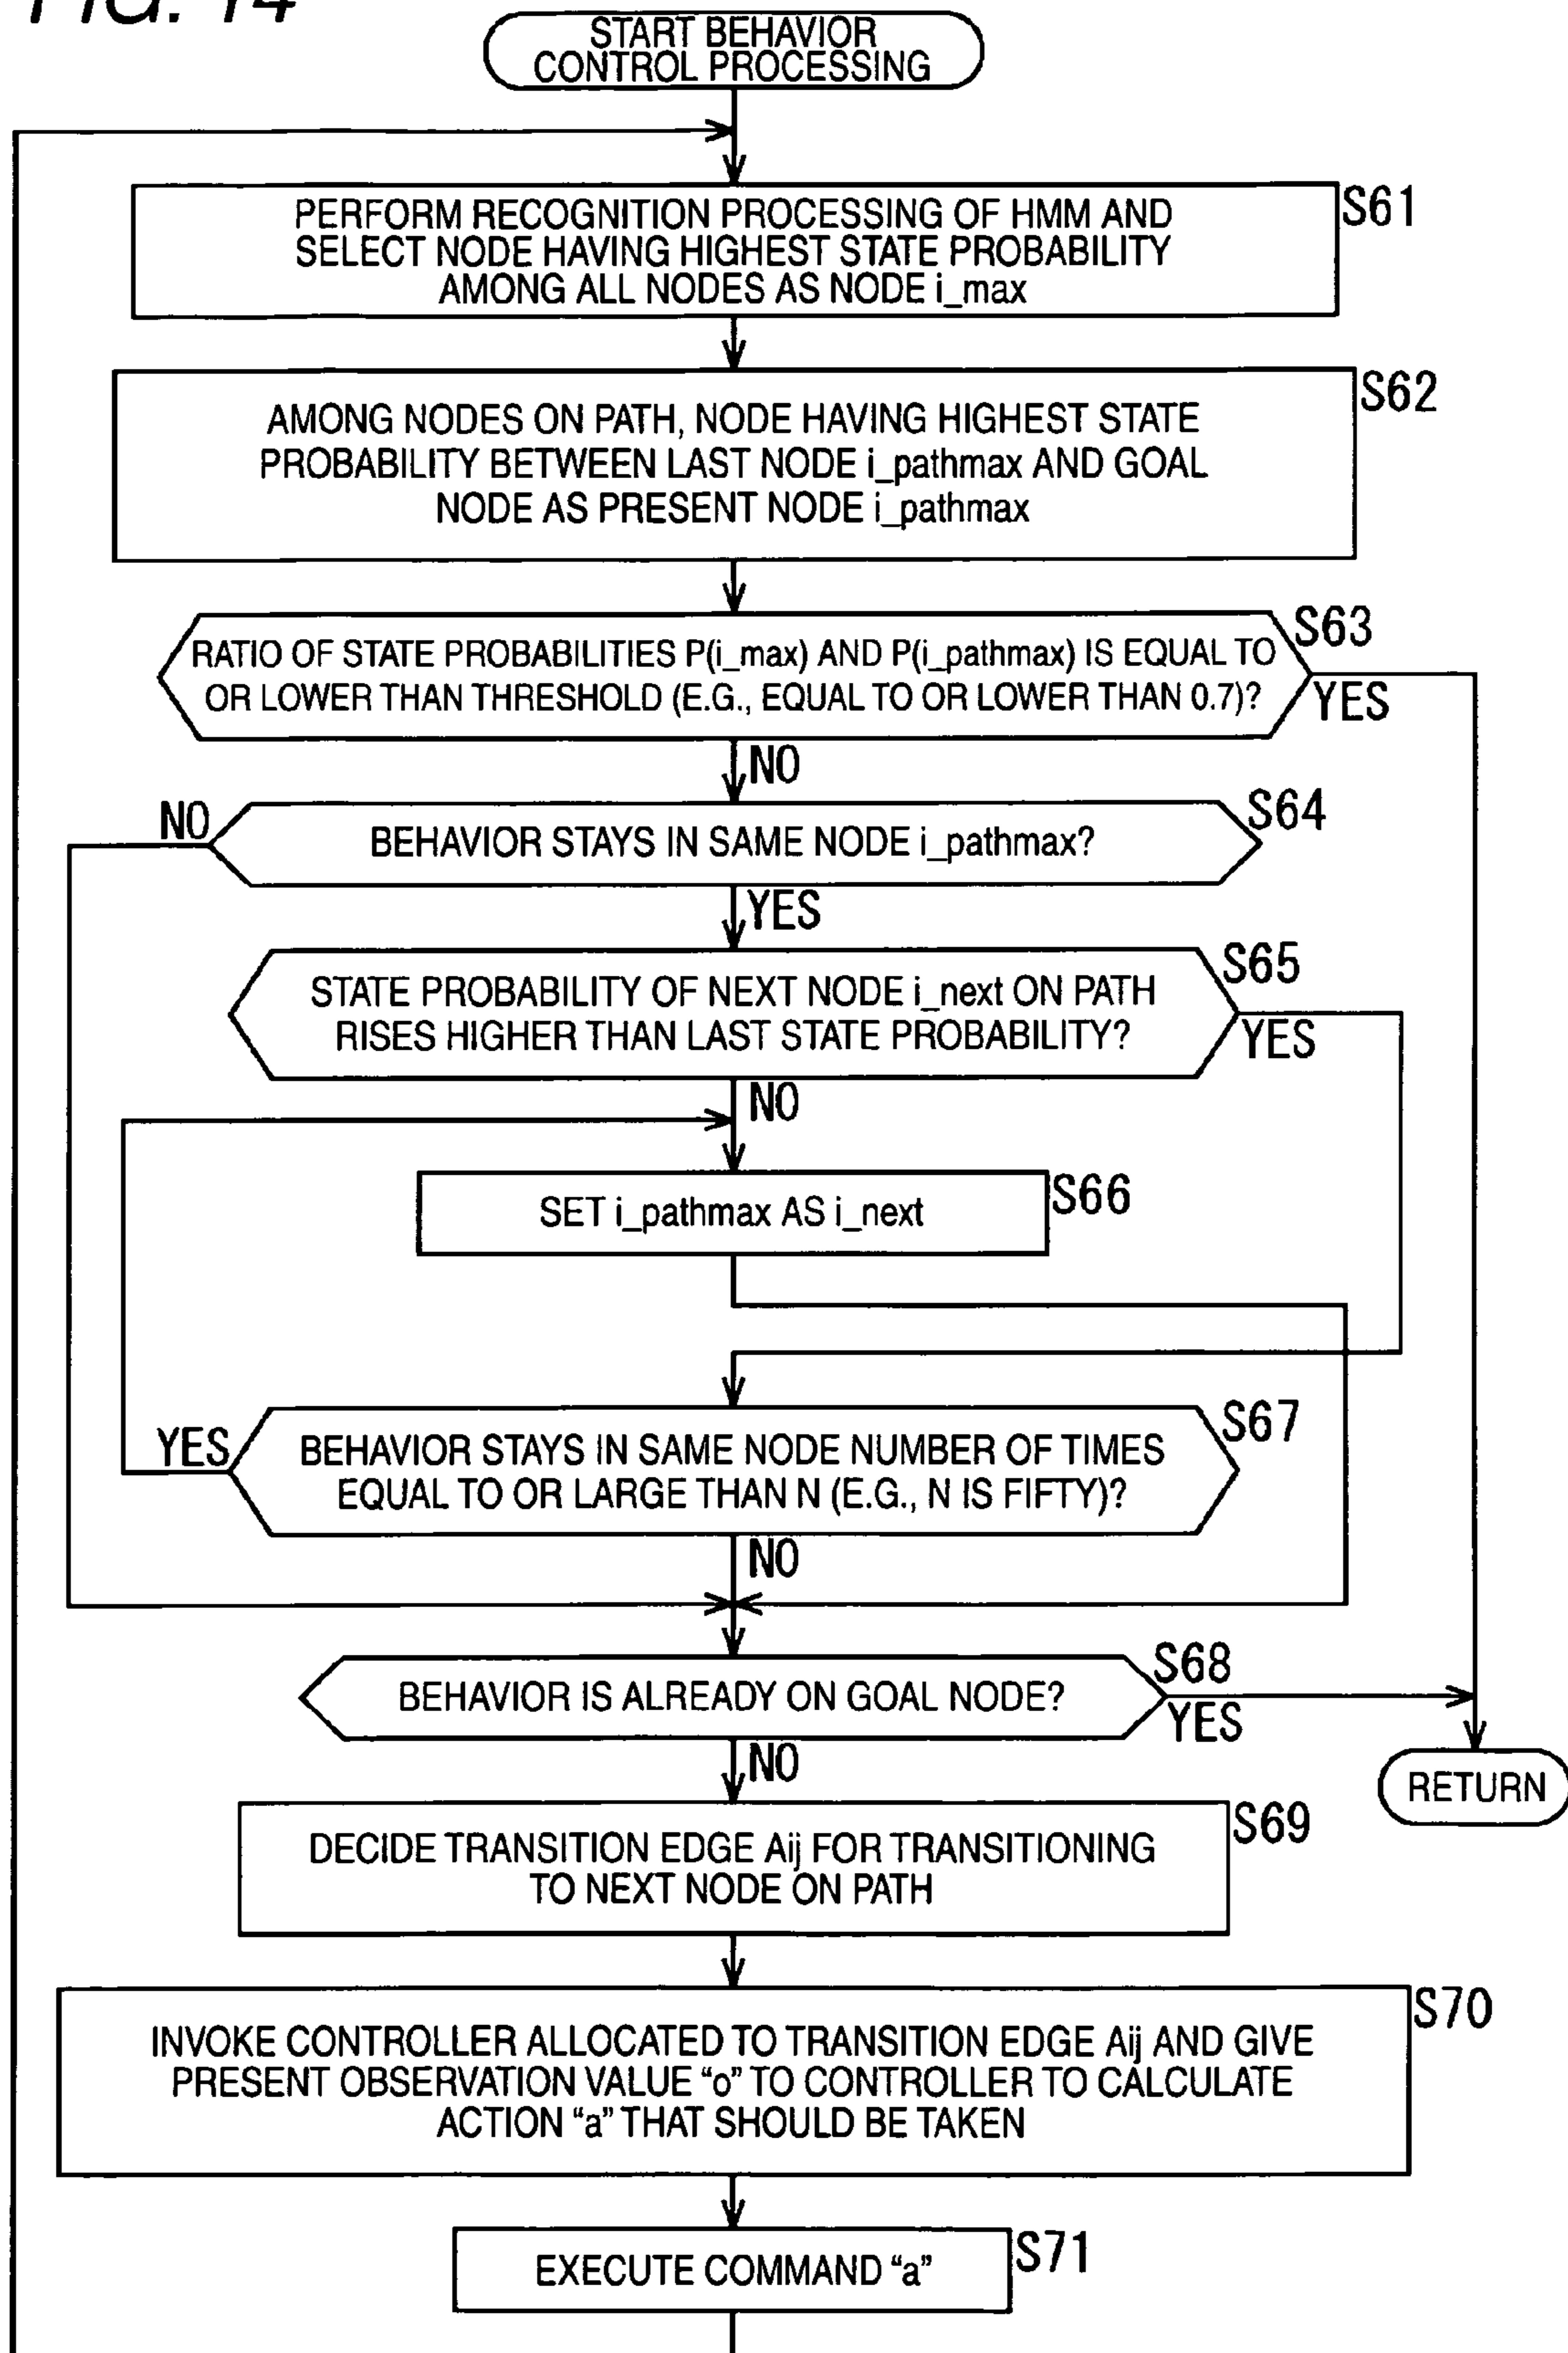 FIG. 14
START BEHAVIOR
CONTROL PROCESSING
PERFORM RECOGNITION PROCESSING OF HMM AND
SELECT NODE HAVING HIGHEST STATE PROBABILITY
AMONG ALL NODES AS NODE i_max
S61
AMONG NODES ON PATH, NODE HAVING HIGHEST STATE
PROBABILITY BETWEEN LAST NODE i_pathmax AND GOAL
NODE AS PRESENT NODE i_pathmax
S62
RATIO OF STATE PROBABILITIES P(i_max) AND P(i_pathmax) IS EQUAL TO
OR LOWER THAN THRESHOLD (E.G., EQUAL TO OR LOWER THAN 0.7)?
S63
YES
NO
NO
BEHAVIOR STAYS IN SAME NODE i_pathmax?
S64
YES
STATE PROBABILITY OF NEXT NODE i_next ON PATH
RISES HIGHER THAN LAST STATE PROBABILITY?
S65
YES
NO
SET i_pathmax AS i_next
S66
YES
BEHAVIOR STAYS IN SAME NODE NUMBER OF TIMES
EQUAL TO OR LARGE THAN N (E.G., N IS FIFTY)?
S67
NO
BEHAVIOR IS ALREADY ON GOAL NODE?
S68
YES
NO
RETURN
DECIDE TRANSITION EDGE Aij FOR TRANSITIONING
TO NEXT NODE ON PATH
S69
INVOKE CONTROLLER ALLOCATED TO TRANSITION EDGE Aij AND GIVE
PRESENT OBSERVATION VALUE “o” TO CONTROLLER TO CALCULATE
ACTION “a” THAT SHOULD BE TAKEN
S70
EXECUTE COMMAND “a”
S71